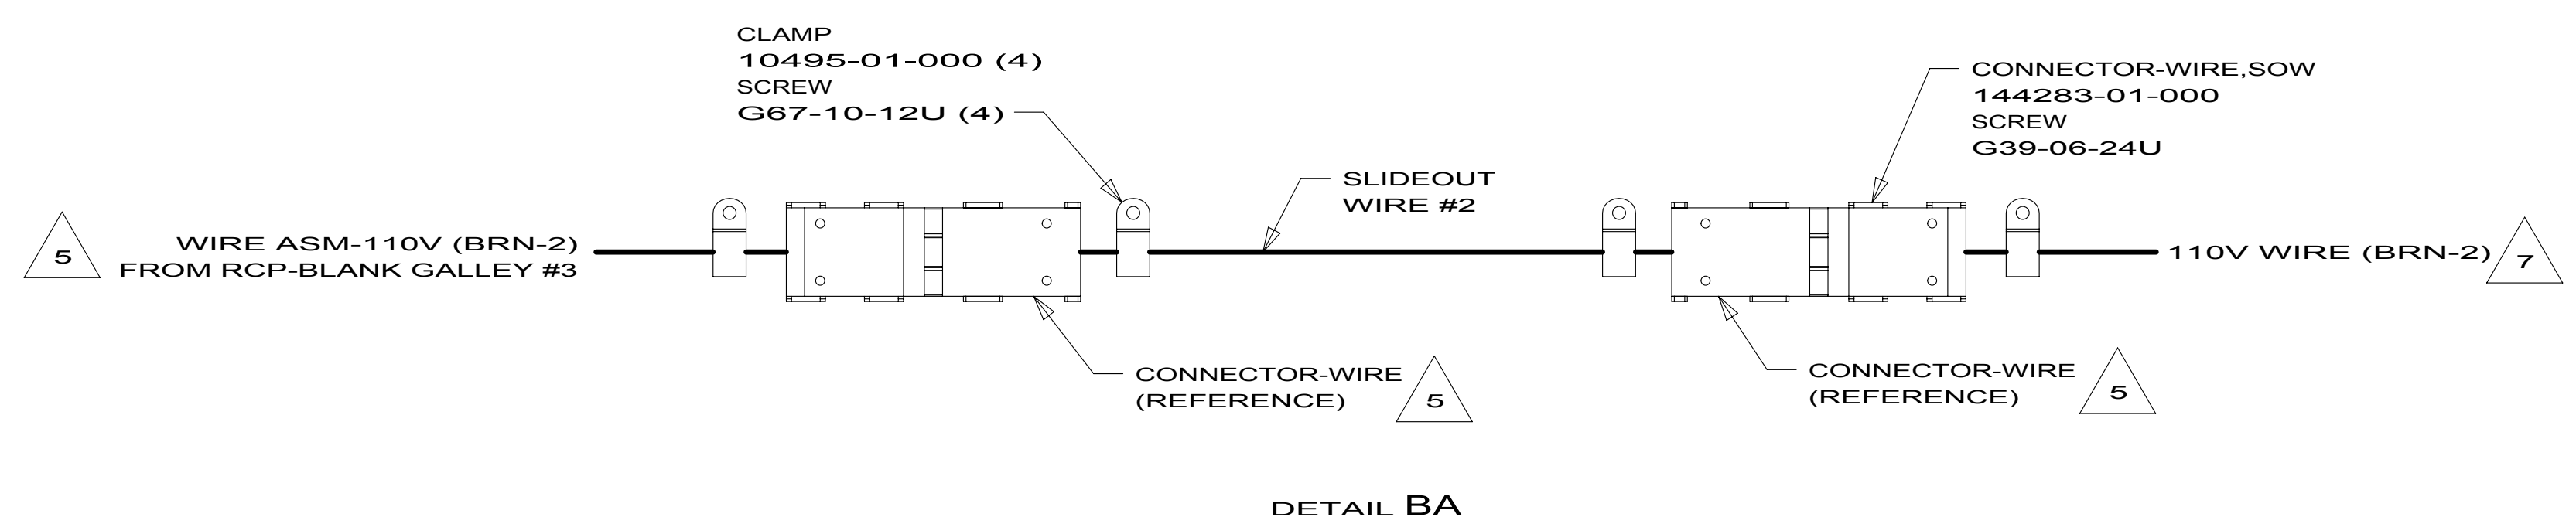 CLAMP
10495-01-000 (4)
SCREW
G67-10-12U (4)
CONNECTOR-WIRE,SOW
144283-01-000
SCREW
G39-06-24U
SLIDEOUT
WIRE #2
5
WIRE ASM-110V (BRN-2)
FROM RCP-BLANK GALLEY #3
110V WIRE (BRN-2)
7
CONNECTOR-WIRE
(REFERENCE)
5
CONNECTOR-WIRE
(REFERENCE)
5
DETAIL BA